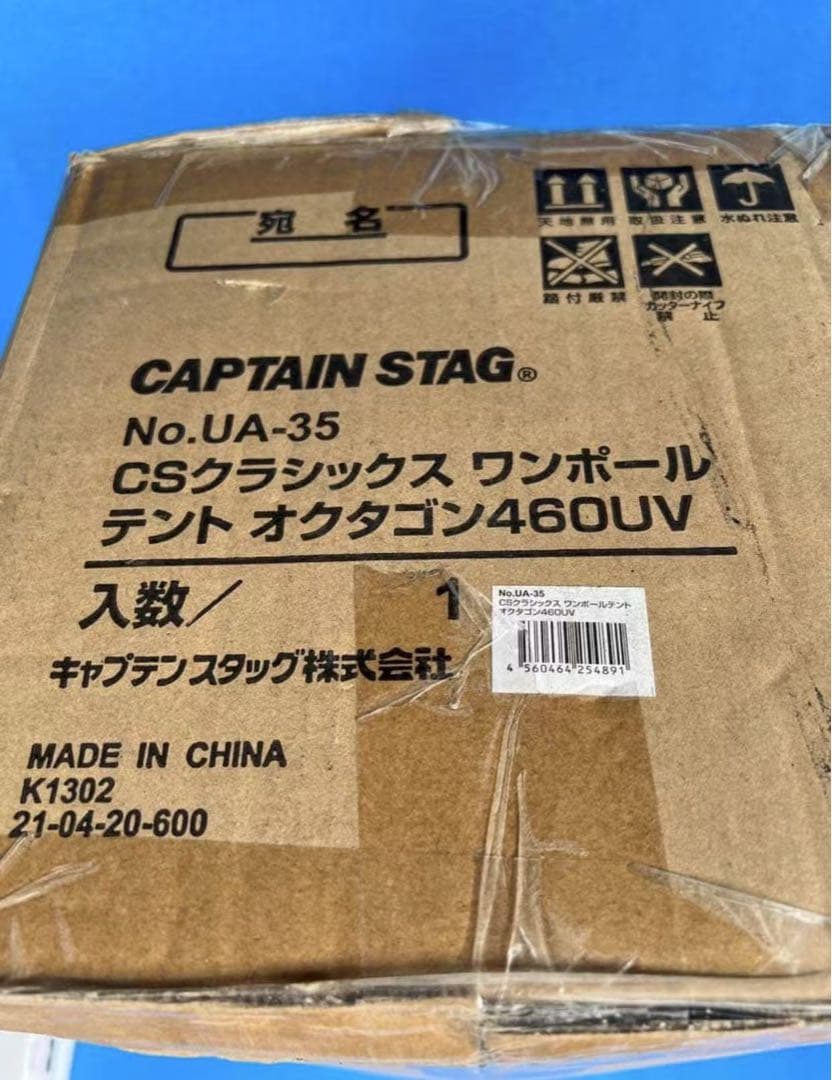 宛 名
天地無用 取扱注意 水ぬれ注意
踏付厳禁 開封の際
カッターナイフ
禁 止
CAPTAIN STAG®
No.UA-35
CSクラシックス ワンポール
テント オクタゴン460UV
入数／ 1
キャプテンスタッグ株式会社
No.UA-35
CSクラシックス ワンポールテント
オクタゴン460UV
4 560464 254891
MADE IN CHINA
K1302
21-04-20-600